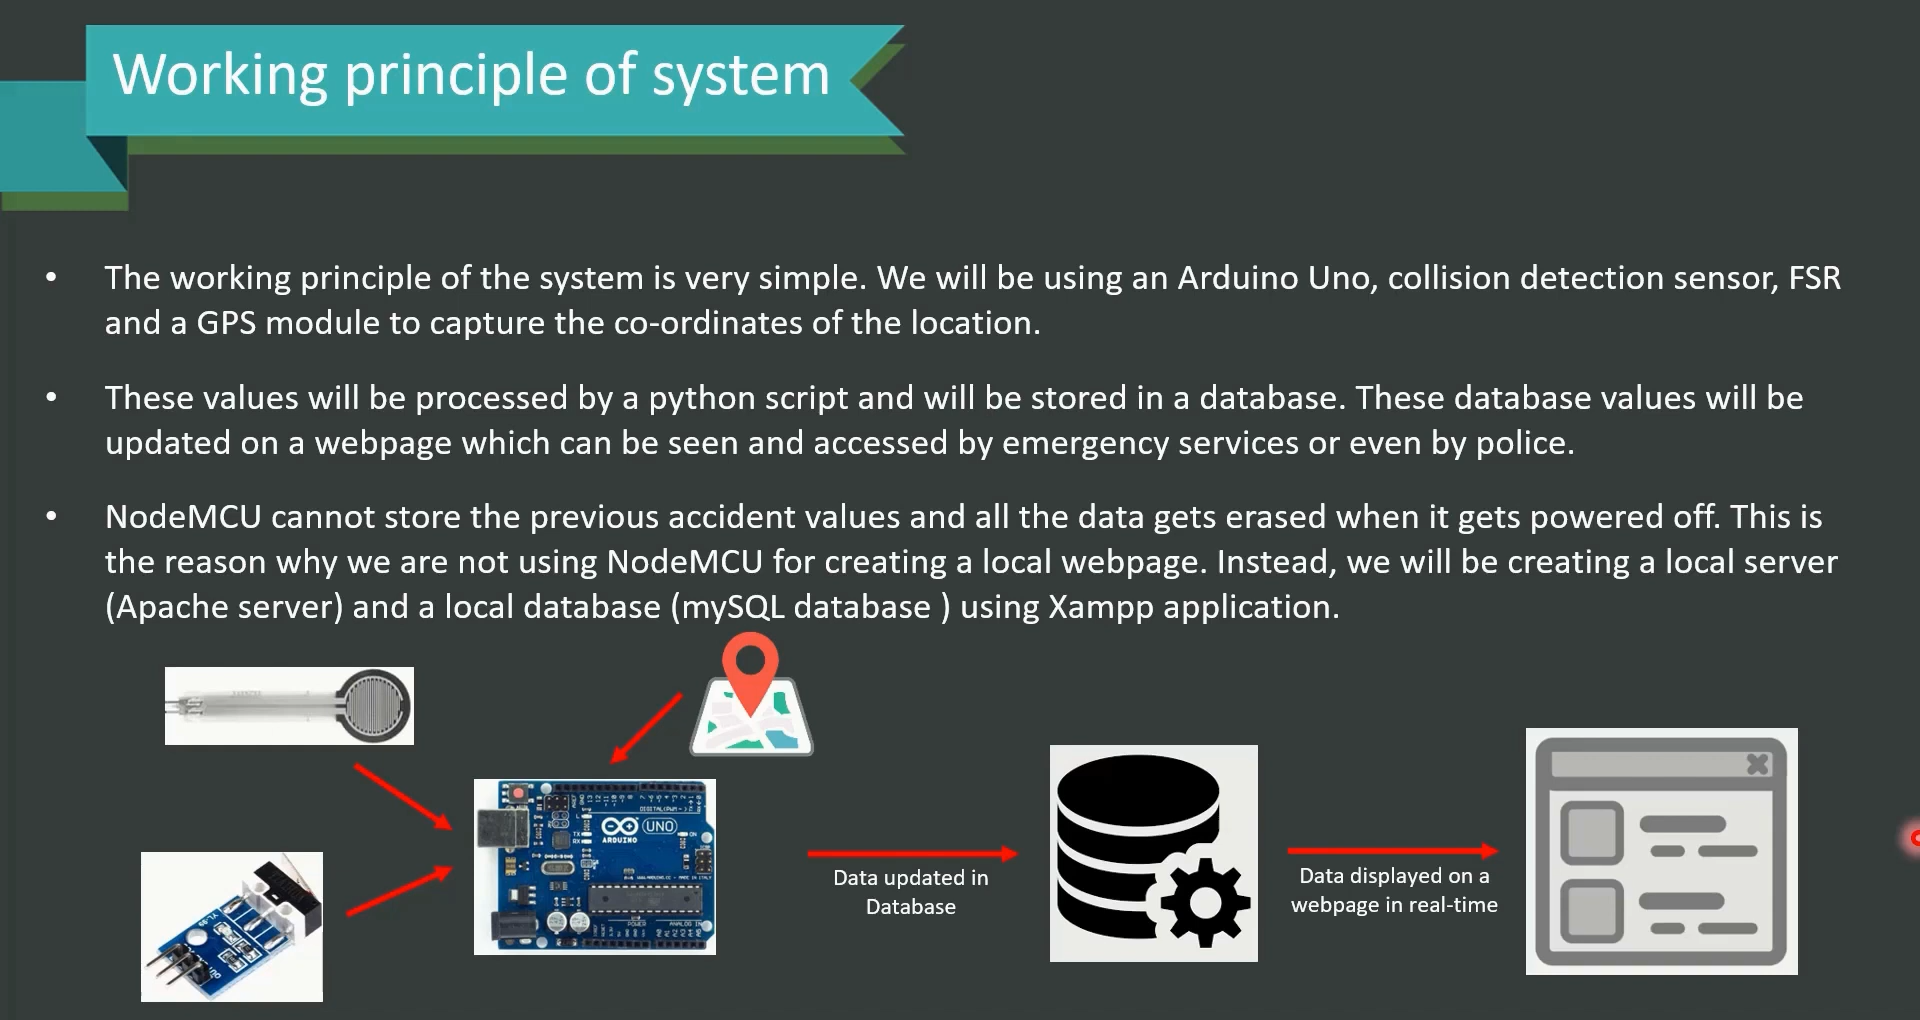 Working principle of system
• The working principle of the system is very simple. We will be using an Arduino Uno, collision detection sensor, FSR
and a GPS module to capture the co-ordinates of the location.
• These values will be processed by a python script and will be stored in a database. These database values will be
updated on a webpage which can be seen and accessed by emergency services or even by police.
• NodeMCU cannot store the previous accident values and all the data gets erased when it gets powered off. This is
the reason why we are not using NodeMCU for creating a local webpage. Instead, we will be creating a local server
(Apache server) and a local database (mySQL database ) using Xampp application.
UNO
ARDUINO
Data updated in
Database
Data displayed on a
webpage in real-time